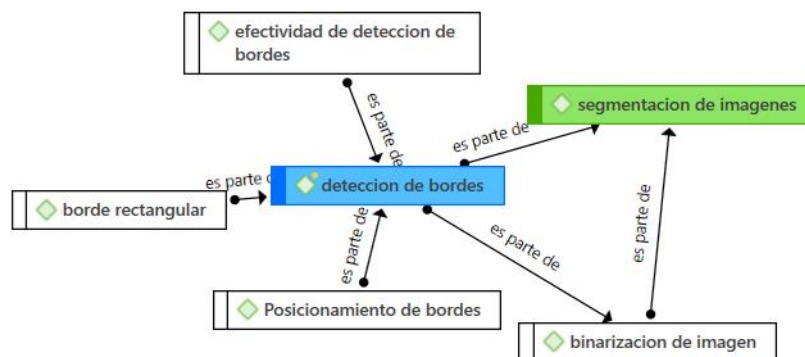 efectividad de deteccion de
bordes
segmentacion de imagenes
es parte de
es parte de
es parte d
deteccion de bordes
borde rectangular
es parte de
es parte de
es parte de
Posicionamiento de bordes
binarizacion de imagen